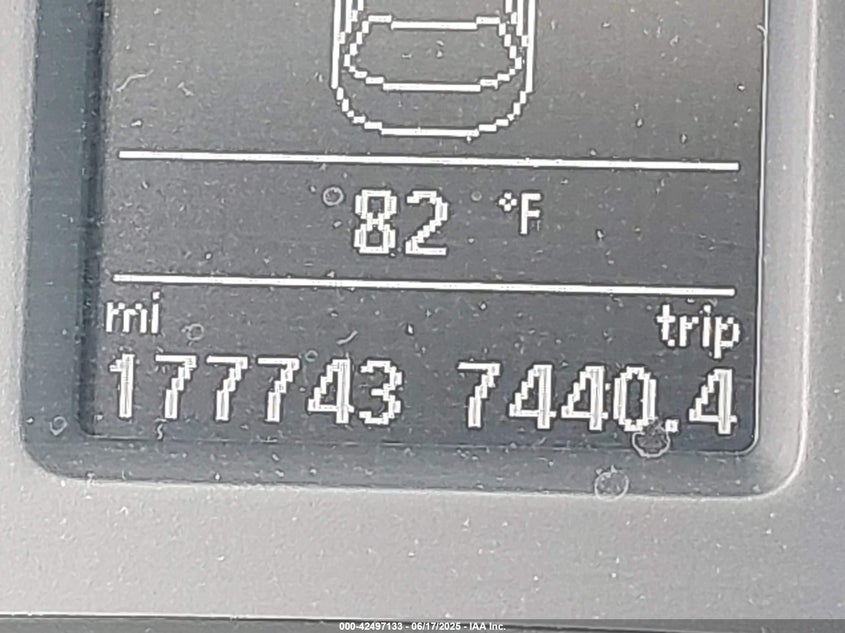 82 °F
mi trip
177743 7440.4
000-42497133 - 06/17/2025 - IAA Inc.